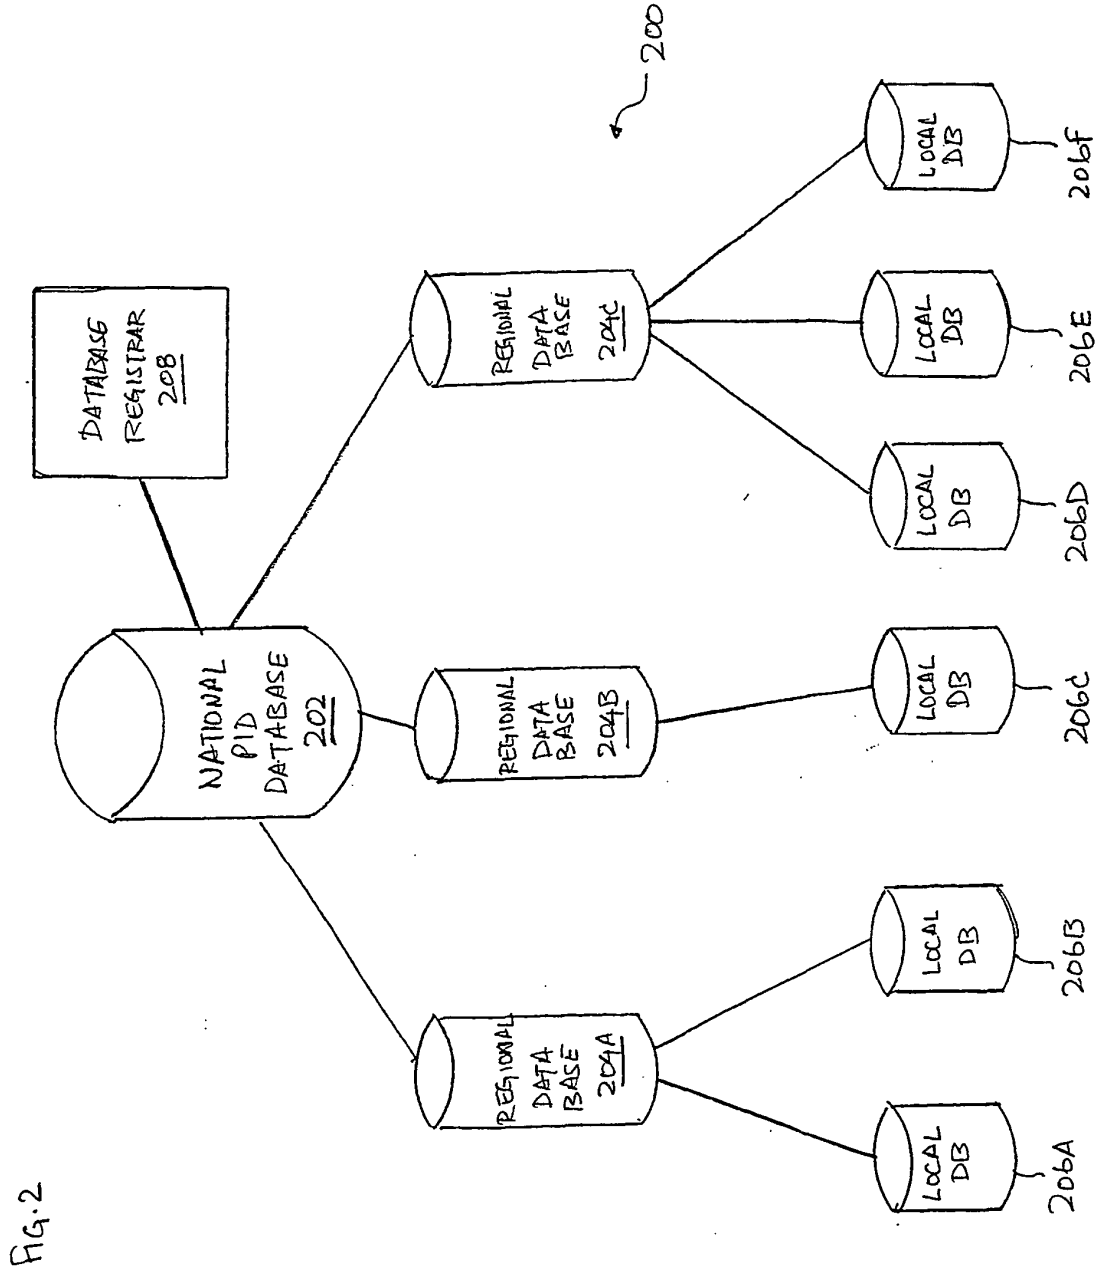 FIG. 2
DATABASE
REGISTRAR
208
NATIONAL
PID
DATABASE
202
200
REGIONAL
DATA
BASE
204A
REGIONAL
DATA
BASE
204B
REGIONAL
DATA
BASE
204C
LOCAL
DB
LOCAL
DB
LOCAL
DB
LOCAL
DB
LOCAL
DB
LOCAL
DB
206A
206B
206C
206D
206E
206F